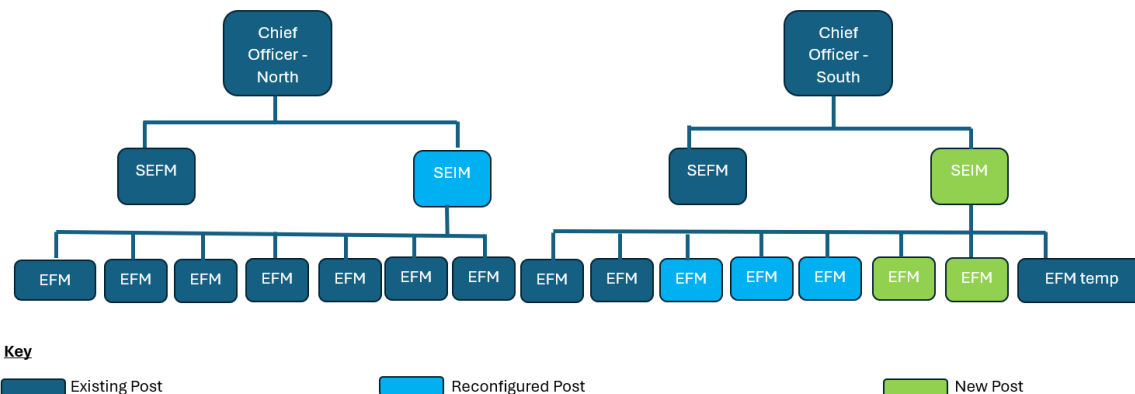 Chief
Officer -
North
Chief
Officer -
South
SEFM
SEIM
SEFM
SEIM
EFM
EFM
EFM
EFM
EFM
EFM
EFM
EFM
EFM
EFM
EFM
EFM
EFM
EFM
EFM temp
Key
Existing Post
Reconfigured Post
New Post